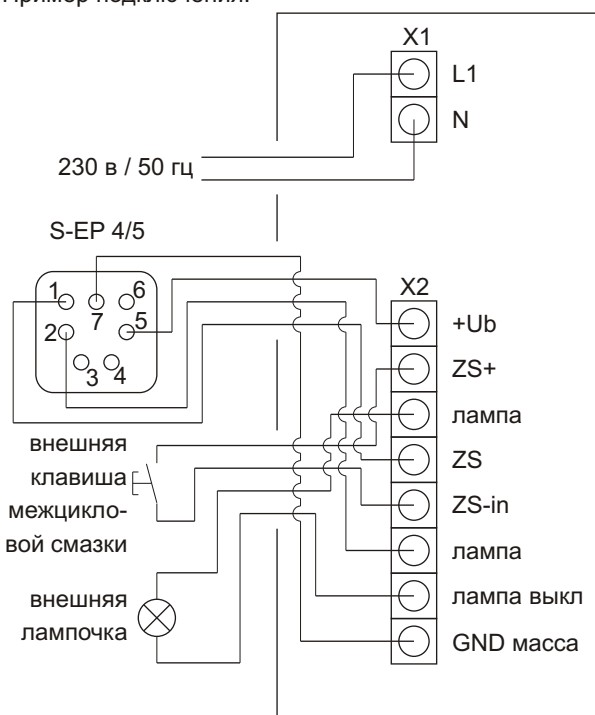 Пример подключения:
X1
L1
N
230 в / 50 гц
S-EP 4/5
1
7
6
2
5
3
4
X2
+Ub
ZS+
лампа
ZS
ZS-in
лампа
лампа выкл
GND масса
внешняя
клавиша
межцикло-
вой смазки
внешняя
лампочка